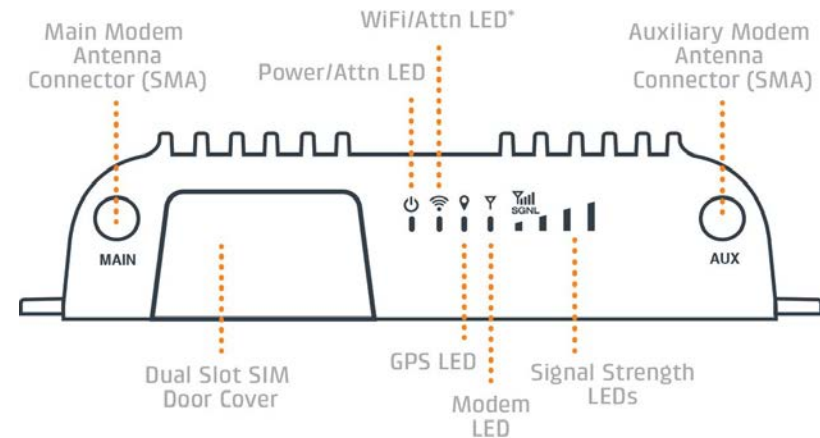 WiFi/Attn LED*
Main Modem
Antenna
Connector (SMA)
Power/Attn LED
Auxiliary Modem
Antenna
Connector (SMA)
SGNL
MAIN
AUX
Dual Slot SIM
Door Cover
GPS LED
Modem
LED
Signal Strength
LEDs